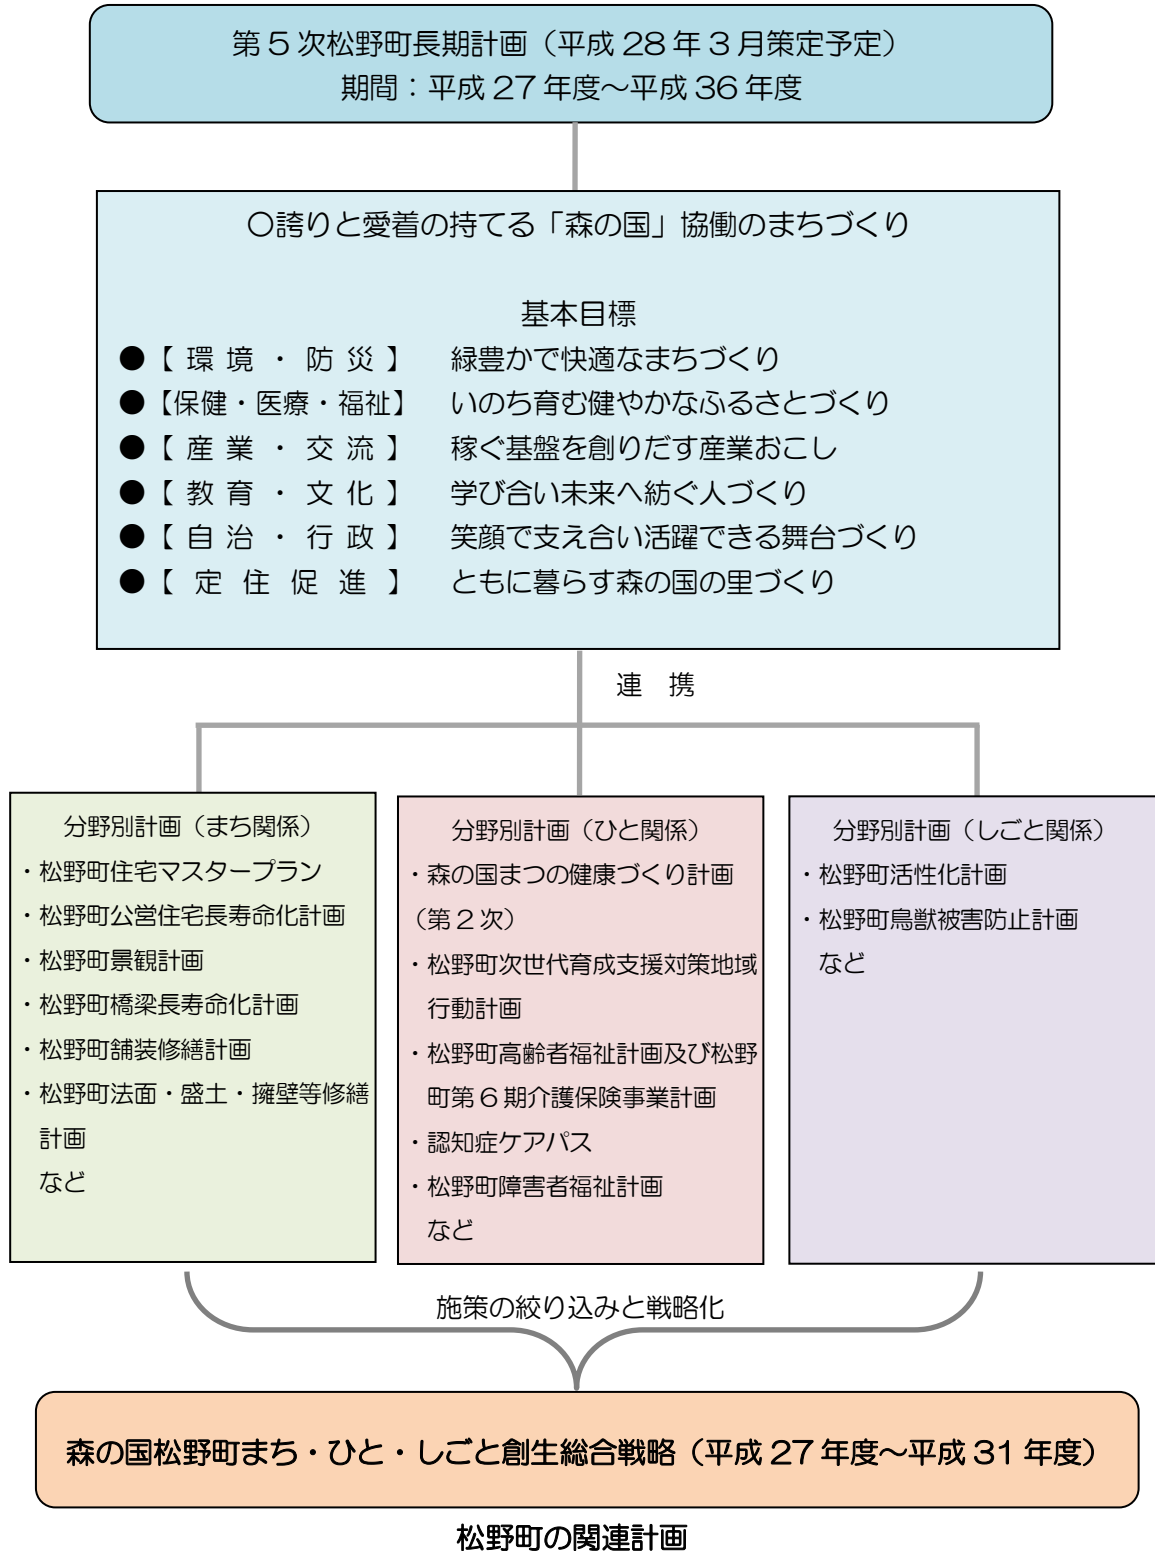 第5次松野町長期計画（平成28年3月策定予定）
期間：平成27年度～平成36年度
〇誇りと愛着の持てる「森の国」協働のまちづくり
基本目標
●【環境・防災】　緑豊かで快適なまちづくり
●【保健・医療・福祉】　いのち育む健やかなふるさとづくり
●【産業・交流】　稼ぐ基盤を創りだす産業おこし
●【教育・文化】　学び合い未来へ紡ぐ人づくり
●【自治・行政】　笑顔で支え合い活躍できる舞台づくり
●【定住促進】　ともに暮らす森の国の里づくり
連　携
分野別計画（まち関係）
・松野町住宅マスタープラン
・松野町公営住宅長寿命化計画
・松野町景観計画
・松野町橋梁長寿命化計画
・松野町舗装修繕計画
・松野町法面・盛土・擁壁等修繕
計画
など
分野別計画（ひと関係）
・森の国まつの健康づくり計画
（第2次）
・松野町次世代育成支援対策地域
行動計画
・松野町高齢者福祉計画及び松野
町第6期介護保険事業計画
・認知症ケアパス
・松野町障害者福祉計画
など
分野別計画（しごと関係）
・松野町活性化計画
・松野町鳥獣被害防止計画
など
施策の絞り込みと戦略化
森の国松野町まち・ひと・しごと創生総合戦略（平成27年度～平成31年度）
松野町の関連計画